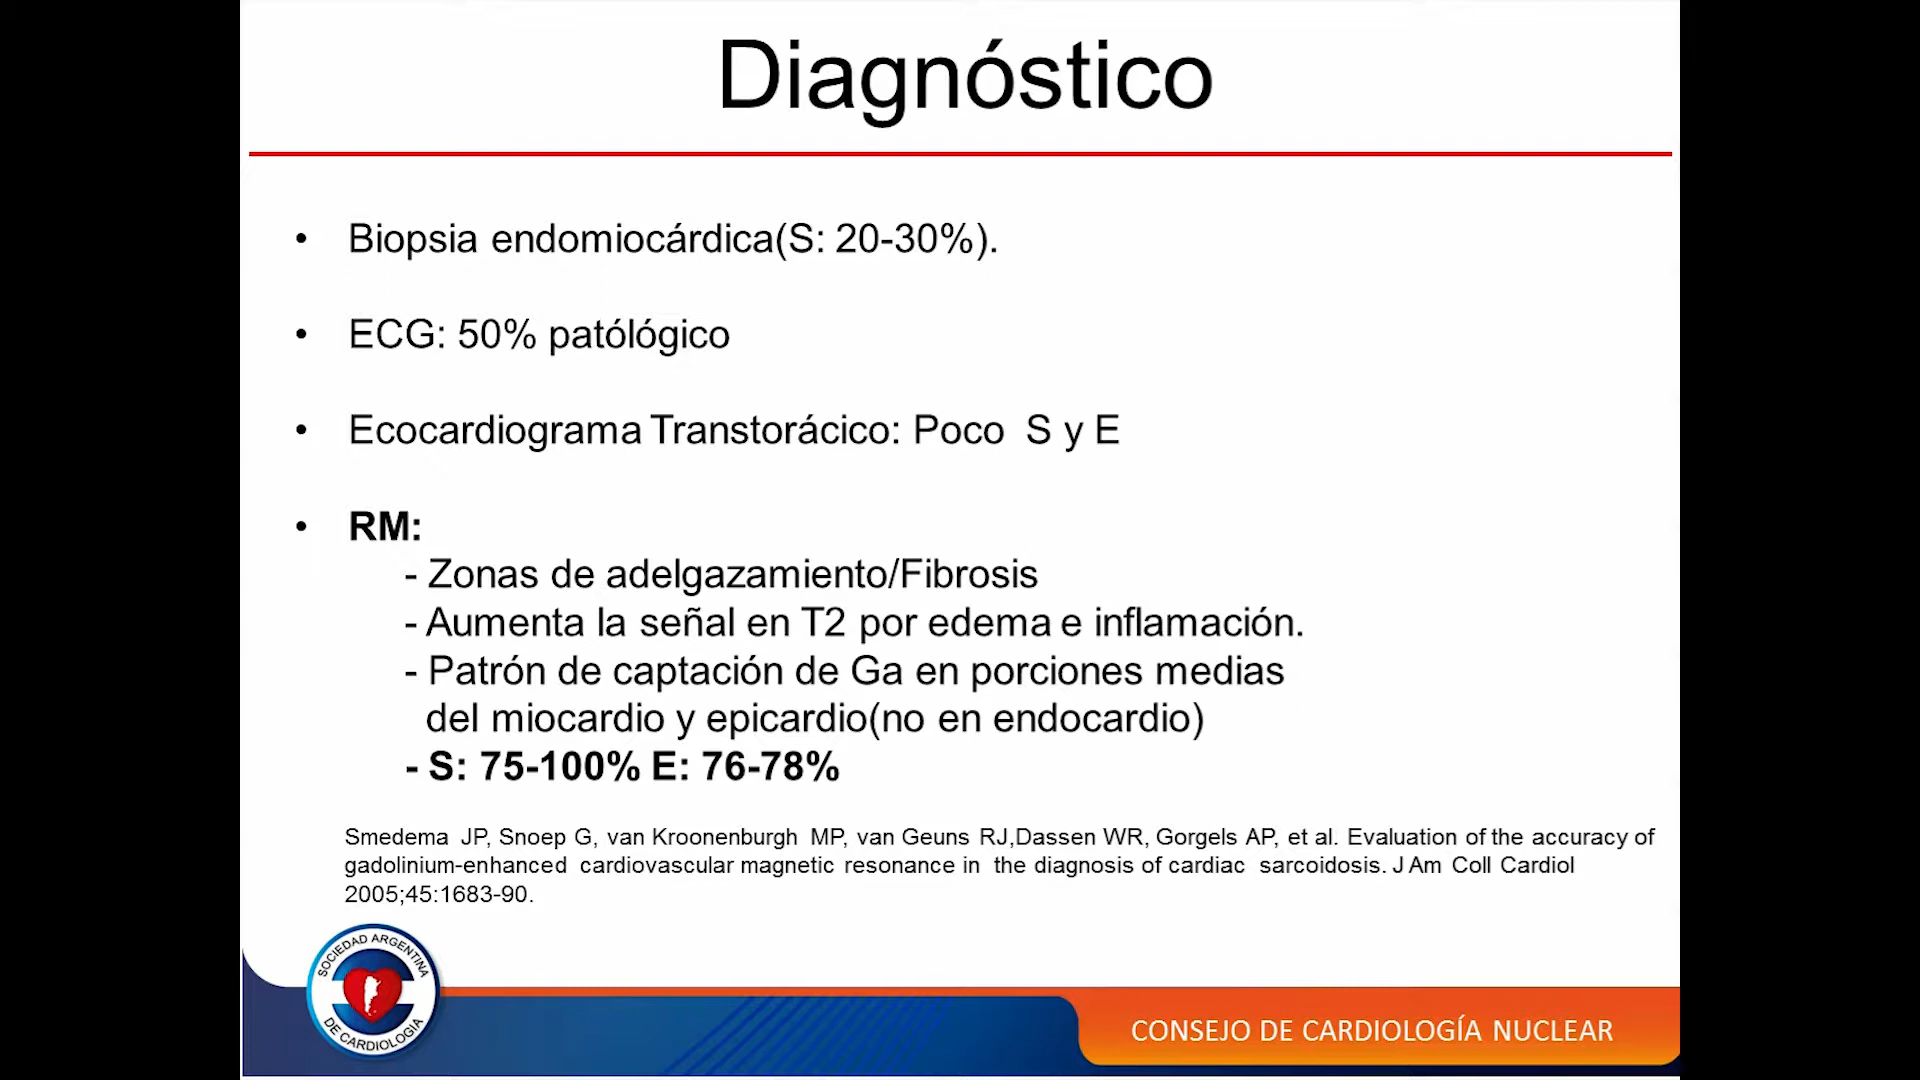 Diagnóstico
• Biopsia endomiocárdica(S: 20-30%).
• ECG: 50% patólógico
• Ecocardiograma Transtorácico: Poco S y E
• RM:
- Zonas de adelgazamiento/Fibrosis
- Aumenta la señal en T2 por edema e inflamación.
- Patrón de captación de Ga en porciones medias
del miocardio y epicardio(no en endocardio)
- S: 75-100% E: 76-78%
Smedema JP, Snoep G, van Kroonenburgh MP, van Geuns RJ,Dassen WR, Gorgels AP, et al. Evaluation of the accuracy of
gadolinium-enhanced cardiovascular magnetic resonance in the diagnosis of cardiac sarcoidosis. J Am Coll Cardiol
2005;45:1683-90.
SOCIEDAD ARGENTINA
DE CARDIOLOGIA
CONSEJO DE CARDIOLOGÍA NUCLEAR